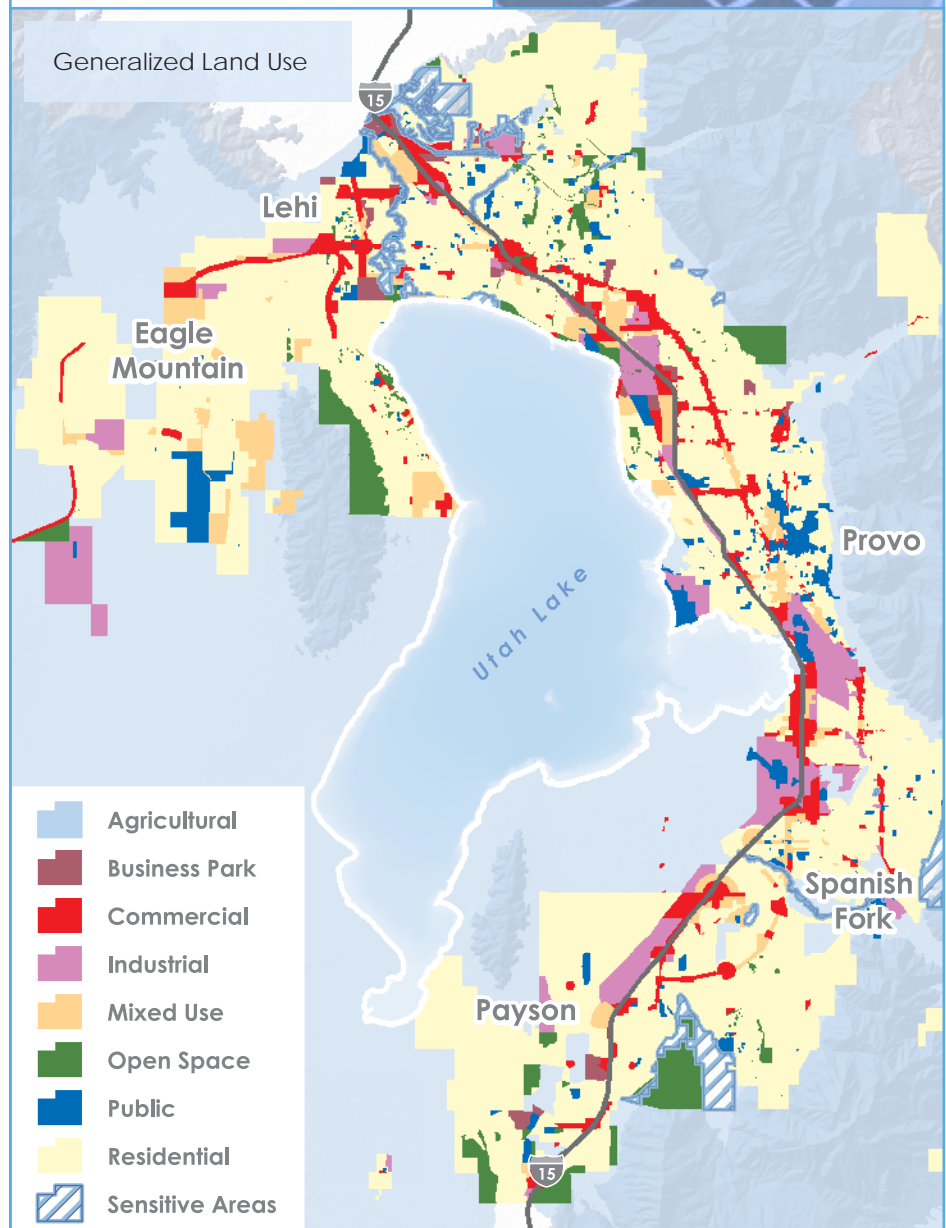 Generalized Land Use
15
Lehi
Eagle
Mountain
Provo
Utah Lake
Spanish
Fork
Payson
15
Agricultural
Business Park
Commercial
Industrial
Mixed Use
Open Space
Public
Residential
Sensitive Areas